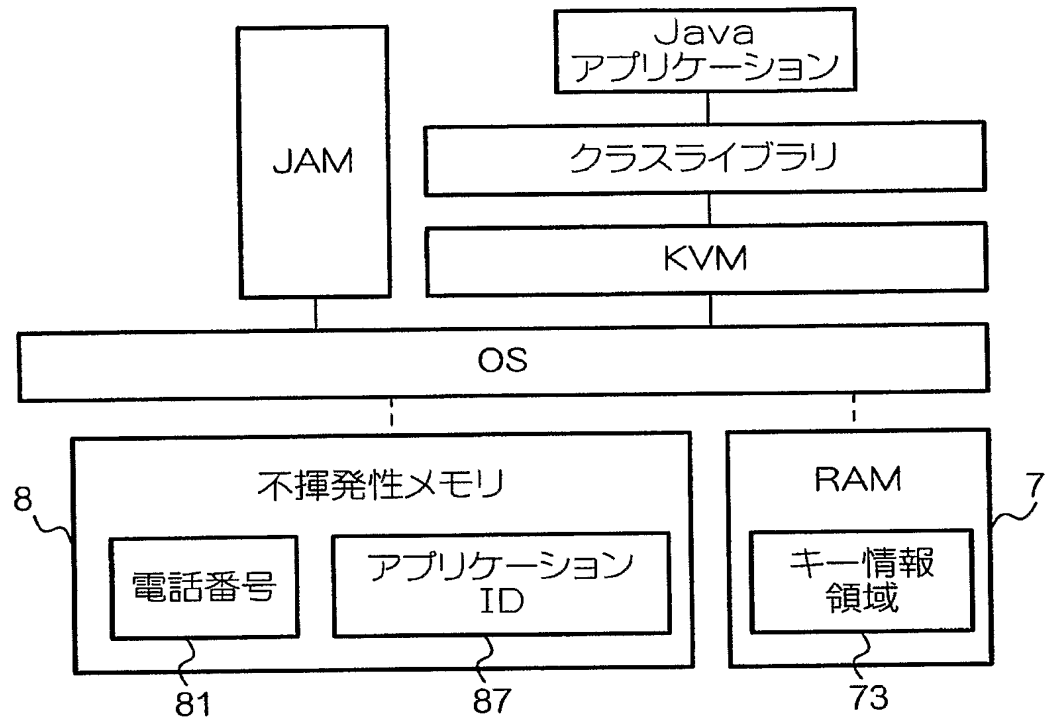 Java
アプリケーション
JAM
クラスライブラリ
KVM
OS
不揮発性メモリ
RAM
8
7
電話番号
アプリケーション
ID
キー情報
領域
81
87
73